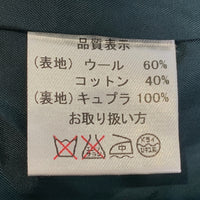 品質表示
(表地) ウール 60%
コットン 40%
(裏地) キュプラ 100%
お取り扱い方